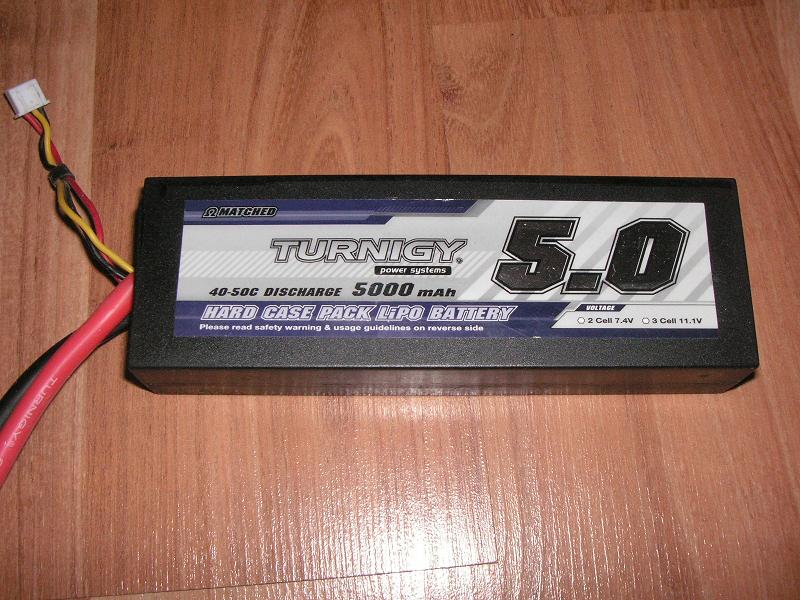 Ω MATCHED
TURNIGY®
power systems
5.0
40-50C DISCHARGE 5000 mAh
HARD CASE PACK LiPO BATTERY
Please read safety warning & usage guidelines on reverse side
VOLTAGE
2 Cell 7.4V 3 Cell 11.1V
TURNIGY®